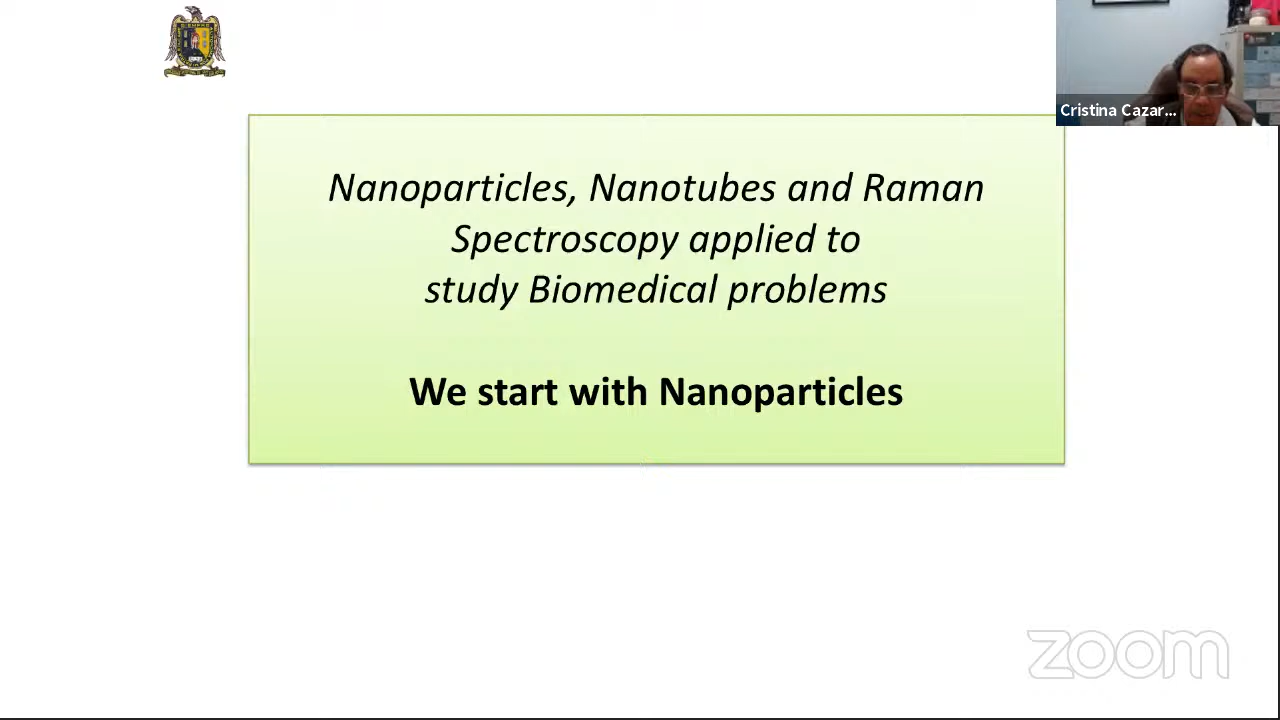 Cristina Cazar...
Nanoparticles, Nanotubes and Raman
Spectroscopy applied to
study Biomedical problems
We start with Nanoparticles
zoom